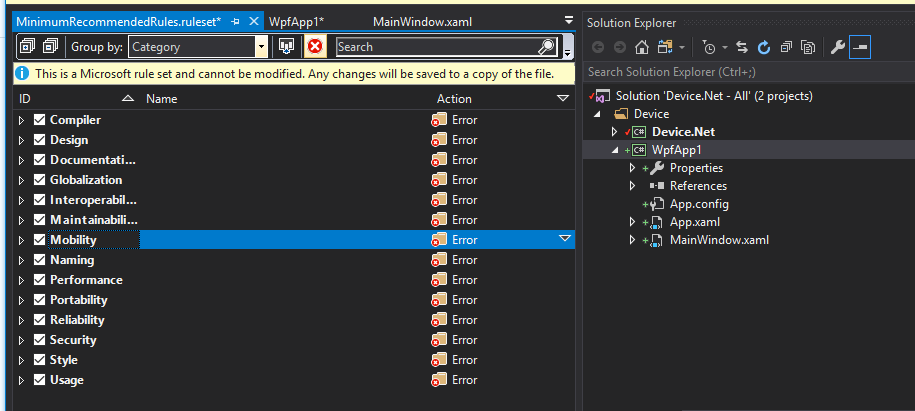 MinimumRecommendedRules.ruleset* WpfApp1* MainWindow.xaml
Group by: Category Search
This is a Microsoft rule set and cannot be modified. Any changes will be saved to a copy of the file.
ID Name Action
Compiler Error
Design Error
Documentati... Error
Globalization Error
Interoperabil... Error
Maintainabili... Error
Mobility Error
Naming Error
Performance Error
Portability Error
Reliability Error
Security Error
Style Error
Usage Error
Solution Explorer
Search Solution Explorer (Ctrl+;)
Solution 'Device.Net - All' (2 projects)
Device
C# Device.Net
C# WpfApp1
Properties
References
App.config
App.xaml
MainWindow.xaml